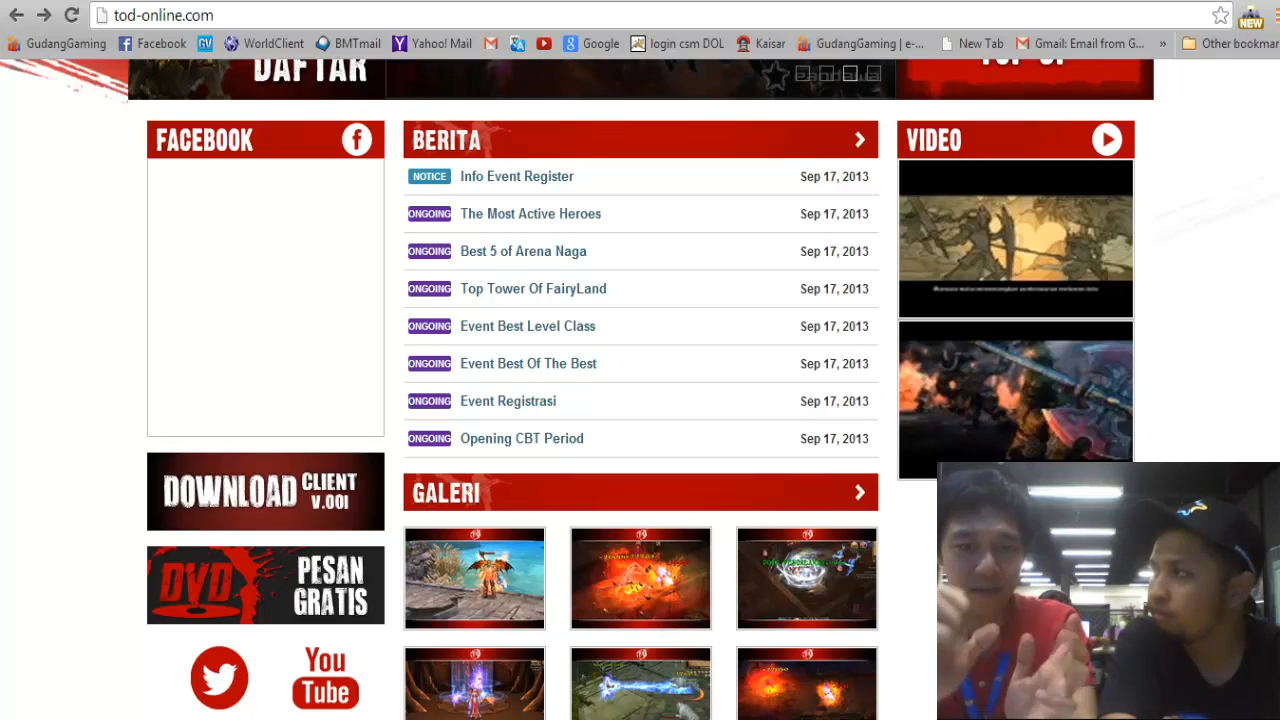 tod-online.com
NEW
GudangGaming
Facebook
WorldClient
BMTmail
Yahoo! Mail
Google
login csm DOL
Kaisar
GudangGaming | e-...
New Tab
Gmail: Email from G...
»
Other bookmar
DAFTAR
FACEBOOK
BERITA
VIDEO
NOTICE Info Event Register Sep 17, 2013
ONGOING The Most Active Heroes Sep 17, 2013
ONGOING Best 5 of Arena Naga Sep 17, 2013
ONGOING Top Tower Of FairyLand Sep 17, 2013
ONGOING Event Best Level Class Sep 17, 2013
ONGOING Event Best Of The Best Sep 17, 2013
ONGOING Event Registrasi Sep 17, 2013
ONGOING Opening CBT Period Sep 17, 2013
DOWNLOAD CLIENT V.001
GALERI
DVD PESAN GRATIS
You Tube